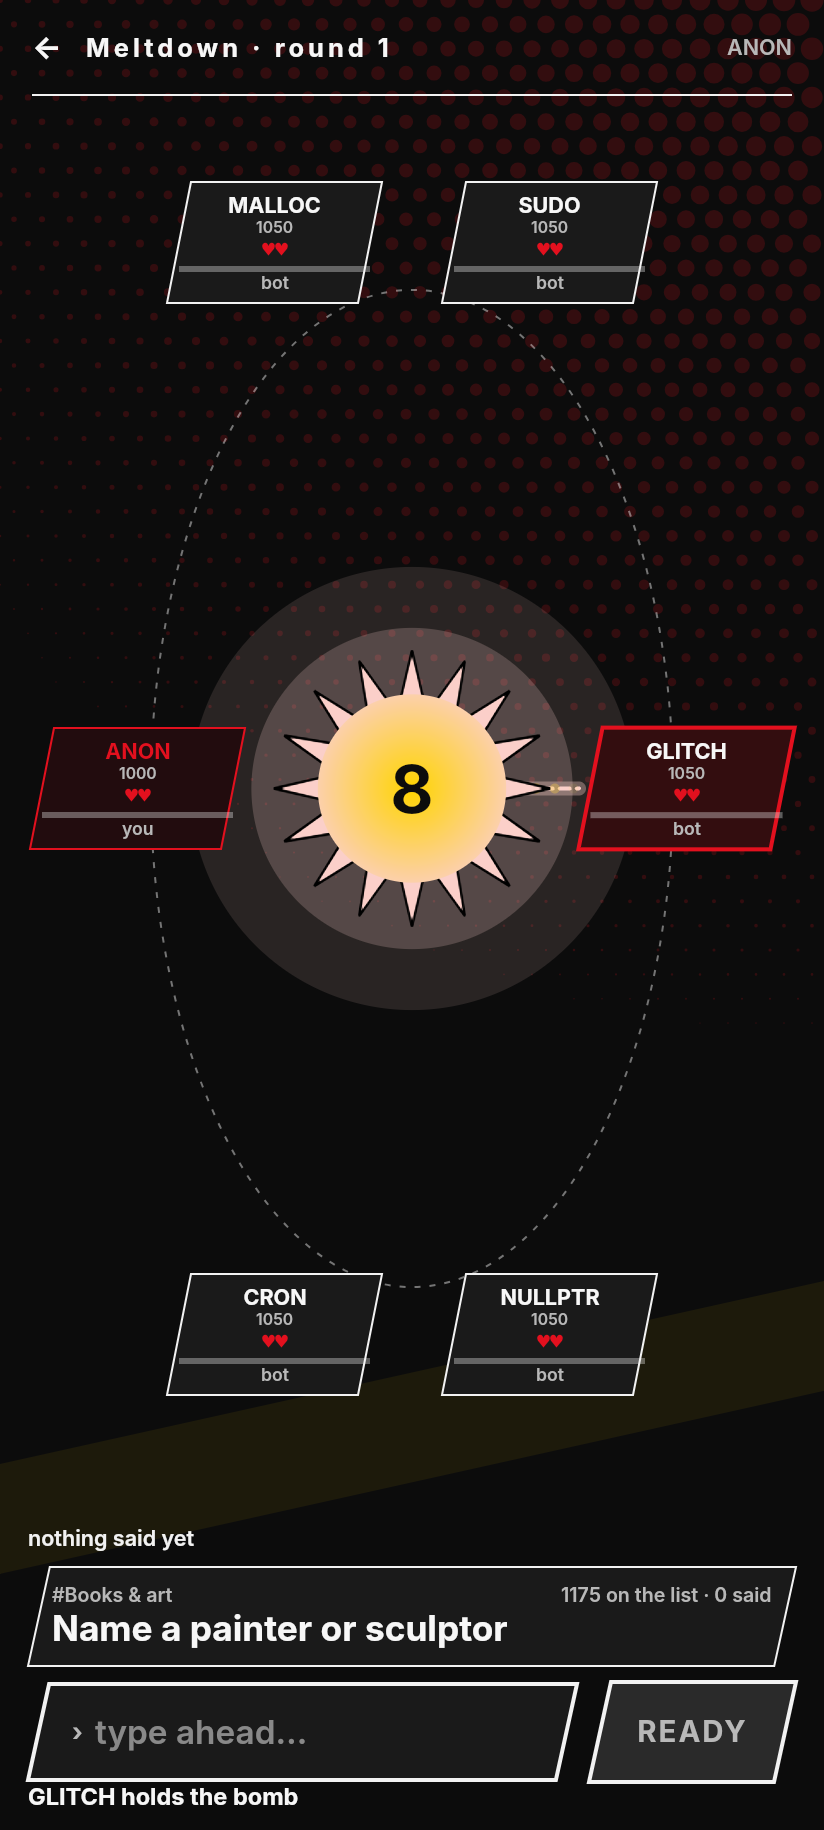 ← Meltdown · round 1
ANON
MALLOC
1050
♥♥
bot
SUDO
1050
♥♥
bot
ANON
1000
♥♥
you
8
GLITCH
1050
♥♥
bot
CRON
1050
♥♥
bot
NULLPTR
1050
♥♥
bot
nothing said yet
#Books & art
1175 on the list · 0 said
Name a painter or sculptor
› type ahead...
READY
GLITCH holds the bomb